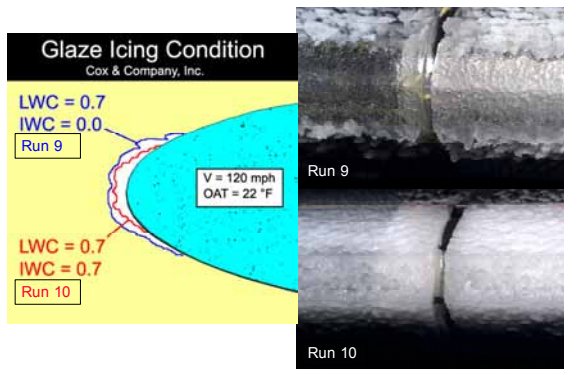 Glaze Icing Condition
Cox & Company, Inc.
LWC = 0.7
IWC = 0.0
Run 9
V = 120 mph
OAT = 22 °F
LWC = 0.7
IWC = 0.7
Run 10
Run 9
Run 10